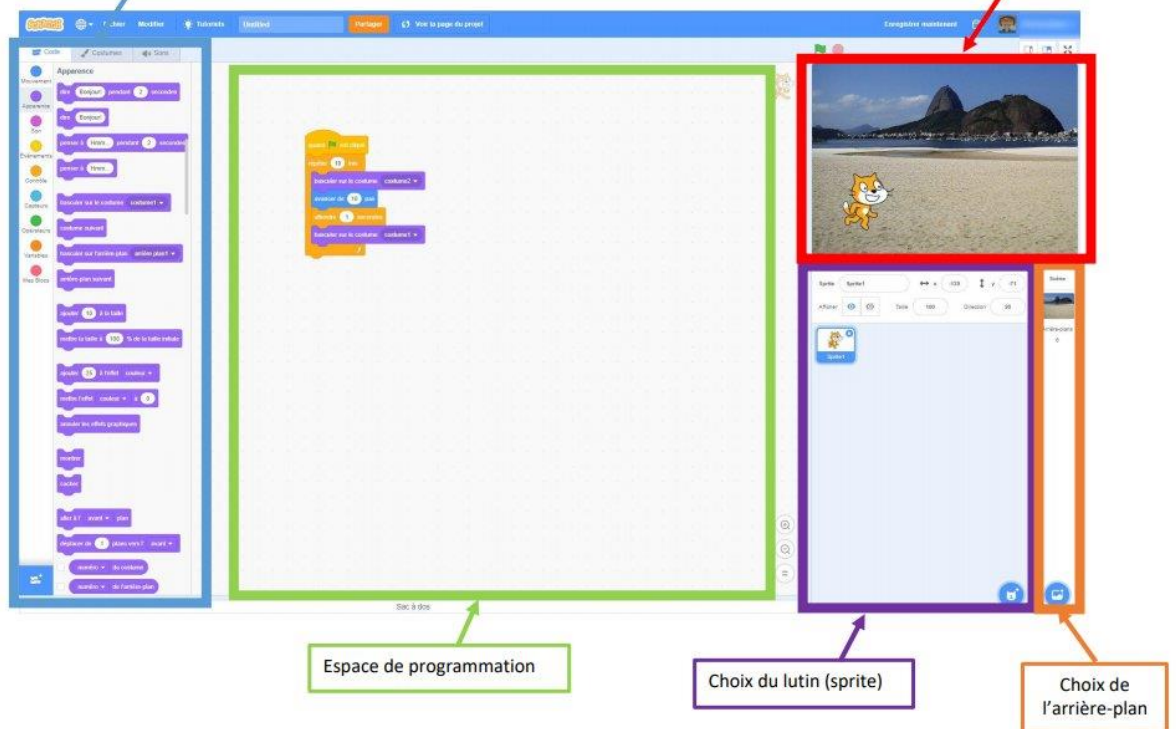 SCRATCH
Modifier
Tutoriels
Untitled
Partager
Voir la page du projet
Enregistrer maintenant
Code
Costumes
Sons
Mouvement
Apparence
Son
Événements
Contrôle
Capteurs
Opérateurs
Variables
Mes Blocs
Apparence
dire Bonjour! pendant 2 secondes
dire Bonjour!
penser à Hmm... pendant 2 secondes
penser à Hmm...
basculer sur le costume costume1
costume suivant
basculer sur l'arrière-plan arrière plan1
arrière-plan suivant
ajouter 10 à la taille
mettre la taille à 100 % de la taille initiale
ajouter 25 à l'effet couleur
mettre l'effet couleur à 0
annuler les effets graphiques
montrer
cacher
aller à l' avant plan
déplacer de 1 plans vers l' avant
numéro du costume
numéro de l'arrière-plan
quand est cliqué
répéter 10 fois
basculer sur le costume costume2
avancer de 10 pas
attendre 1 secondes
basculer sur le costume costume1
Sprite Sprite1 x y -71
Afficher Taille 100 Direction 90
Sprite1
Scène
Sac à dos
Espace de programmation
Choix du lutin (sprite)
Choix de
l'arrière-plan